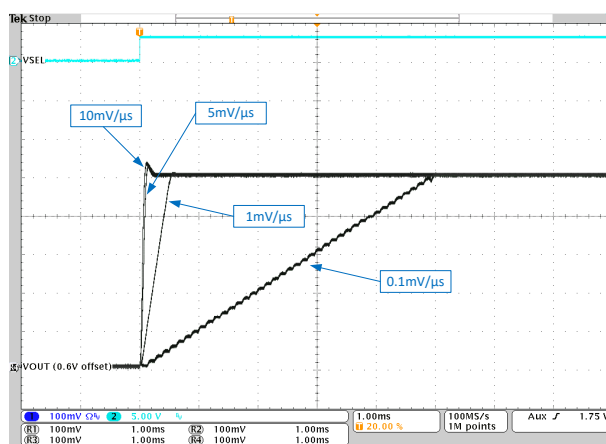 Tek Stop
T
T
2 VSEL
10mV/µs
5mV/µs
1mV/µs
0.1mV/µs
VOUT (0.6V offset)
1 100mV Ω 2 5.00 V
1.00ms
T 20.00 %
100MS/s
1M points
Aux ∫ 1.75 V
R1 100mV 1.00ms R2 100mV 1.00ms
R3 100mV 1.00ms R4 100mV 1.00ms